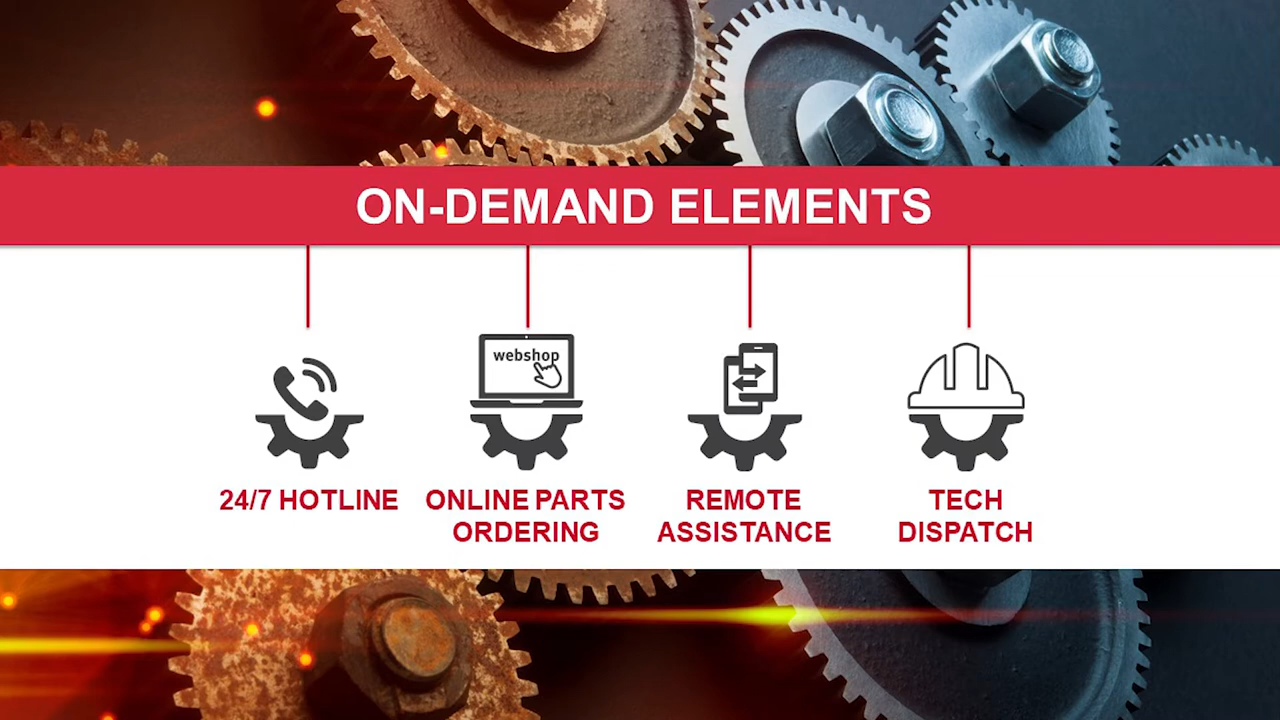 ON-DEMAND ELEMENTS
webshop
24/7 HOTLINE
ONLINE PARTS
ORDERING
REMOTE
ASSISTANCE
TECH
DISPATCH